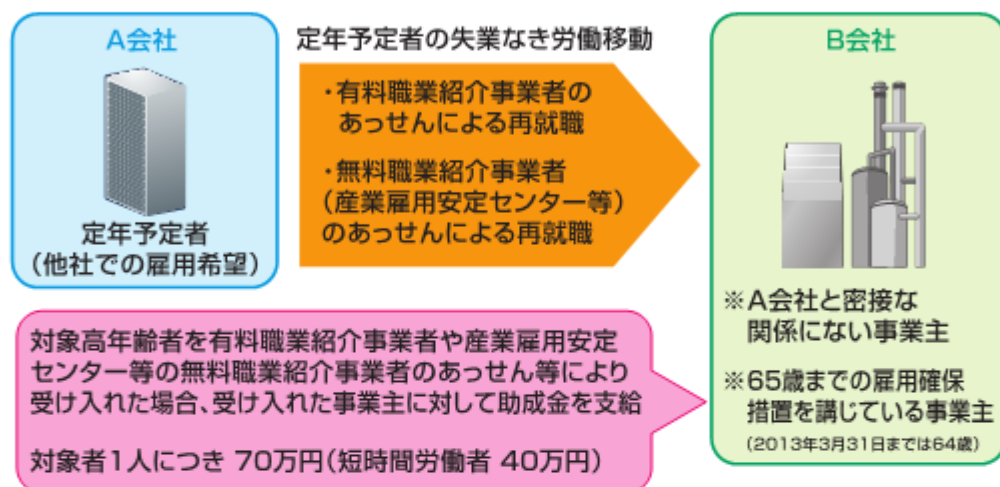 A会社
定年予定者
（他社での雇用希望）
定年予定者の失業なき労働移動
・有料職業紹介事業者の
あっせんによる再就職
・無料職業紹介事業者
（産業雇用安定センター等）
のあっせんによる再就職
B会社
※A会社と密接な
関係にない事業主
※65歳までの雇用確保
措置を講じている事業主
（2013年3月31日までは64歳）
対象高年齢者を有料職業紹介事業者や産業雇用安定
センター等の無料職業紹介事業者のあっせん等により
受け入れた場合、受け入れた事業主に対して助成金を支給
対象者1人につき 70万円（短時間労働者 40万円）